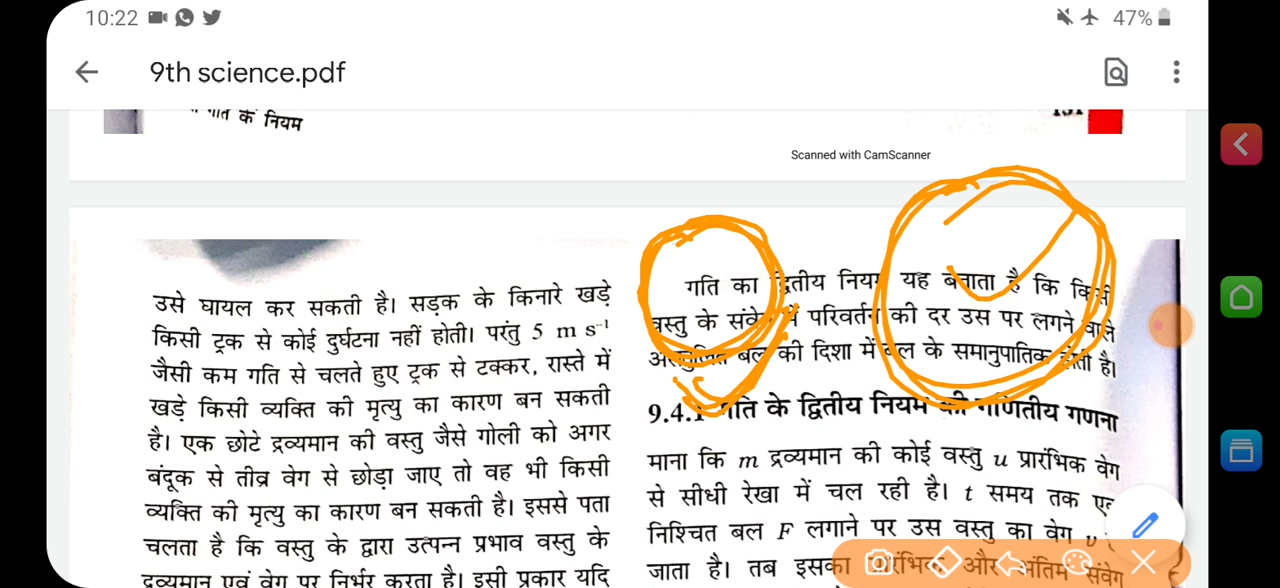 10:22
47%
9th science.pdf
गति के नियम
131
Scanned with CamScanner
उसे घायल कर सकती है। सड़क के किनारे खड़े
किसी ट्रक से कोई दुर्घटना नहीं होती। परंतु 5 m s⁻¹
जैसी कम गति से चलते हुए ट्रक से टक्कर, रास्ते में
खड़े किसी व्यक्ति की मृत्यु का कारण बन सकती
है। एक छोटे द्रव्यमान की वस्तु जैसे गोली को अगर
बंदूक से तीव्र वेग से छोड़ा जाए तो वह भी किसी
व्यक्ति की मृत्यु का कारण बन सकती है। इससे पता
चलता है कि वस्तु के द्वारा उत्पन्न प्रभाव वस्तु के
द्रव्यमान एवं वेग पर निर्भर करता है। इसी प्रकार यदि
गति का द्वितीय नियम यह बताता है कि किसी
वस्तु के संवेग में परिवर्तन की दर उस पर लगने वाले
असंतुलित बल की दिशा में बल के समानुपातिक होती है।
9.4.1 गति के द्वितीय नियम की गणितीय गणना
माना कि m द्रव्यमान की कोई वस्तु u प्रारंभिक वेग
से सीधी रेखा में चल रही है। t समय तक एक
निश्चित बल F लगाने पर उस वस्तु का वेग v
जाता है। तब इसका प्रारंभिक और अंतिम संवेग